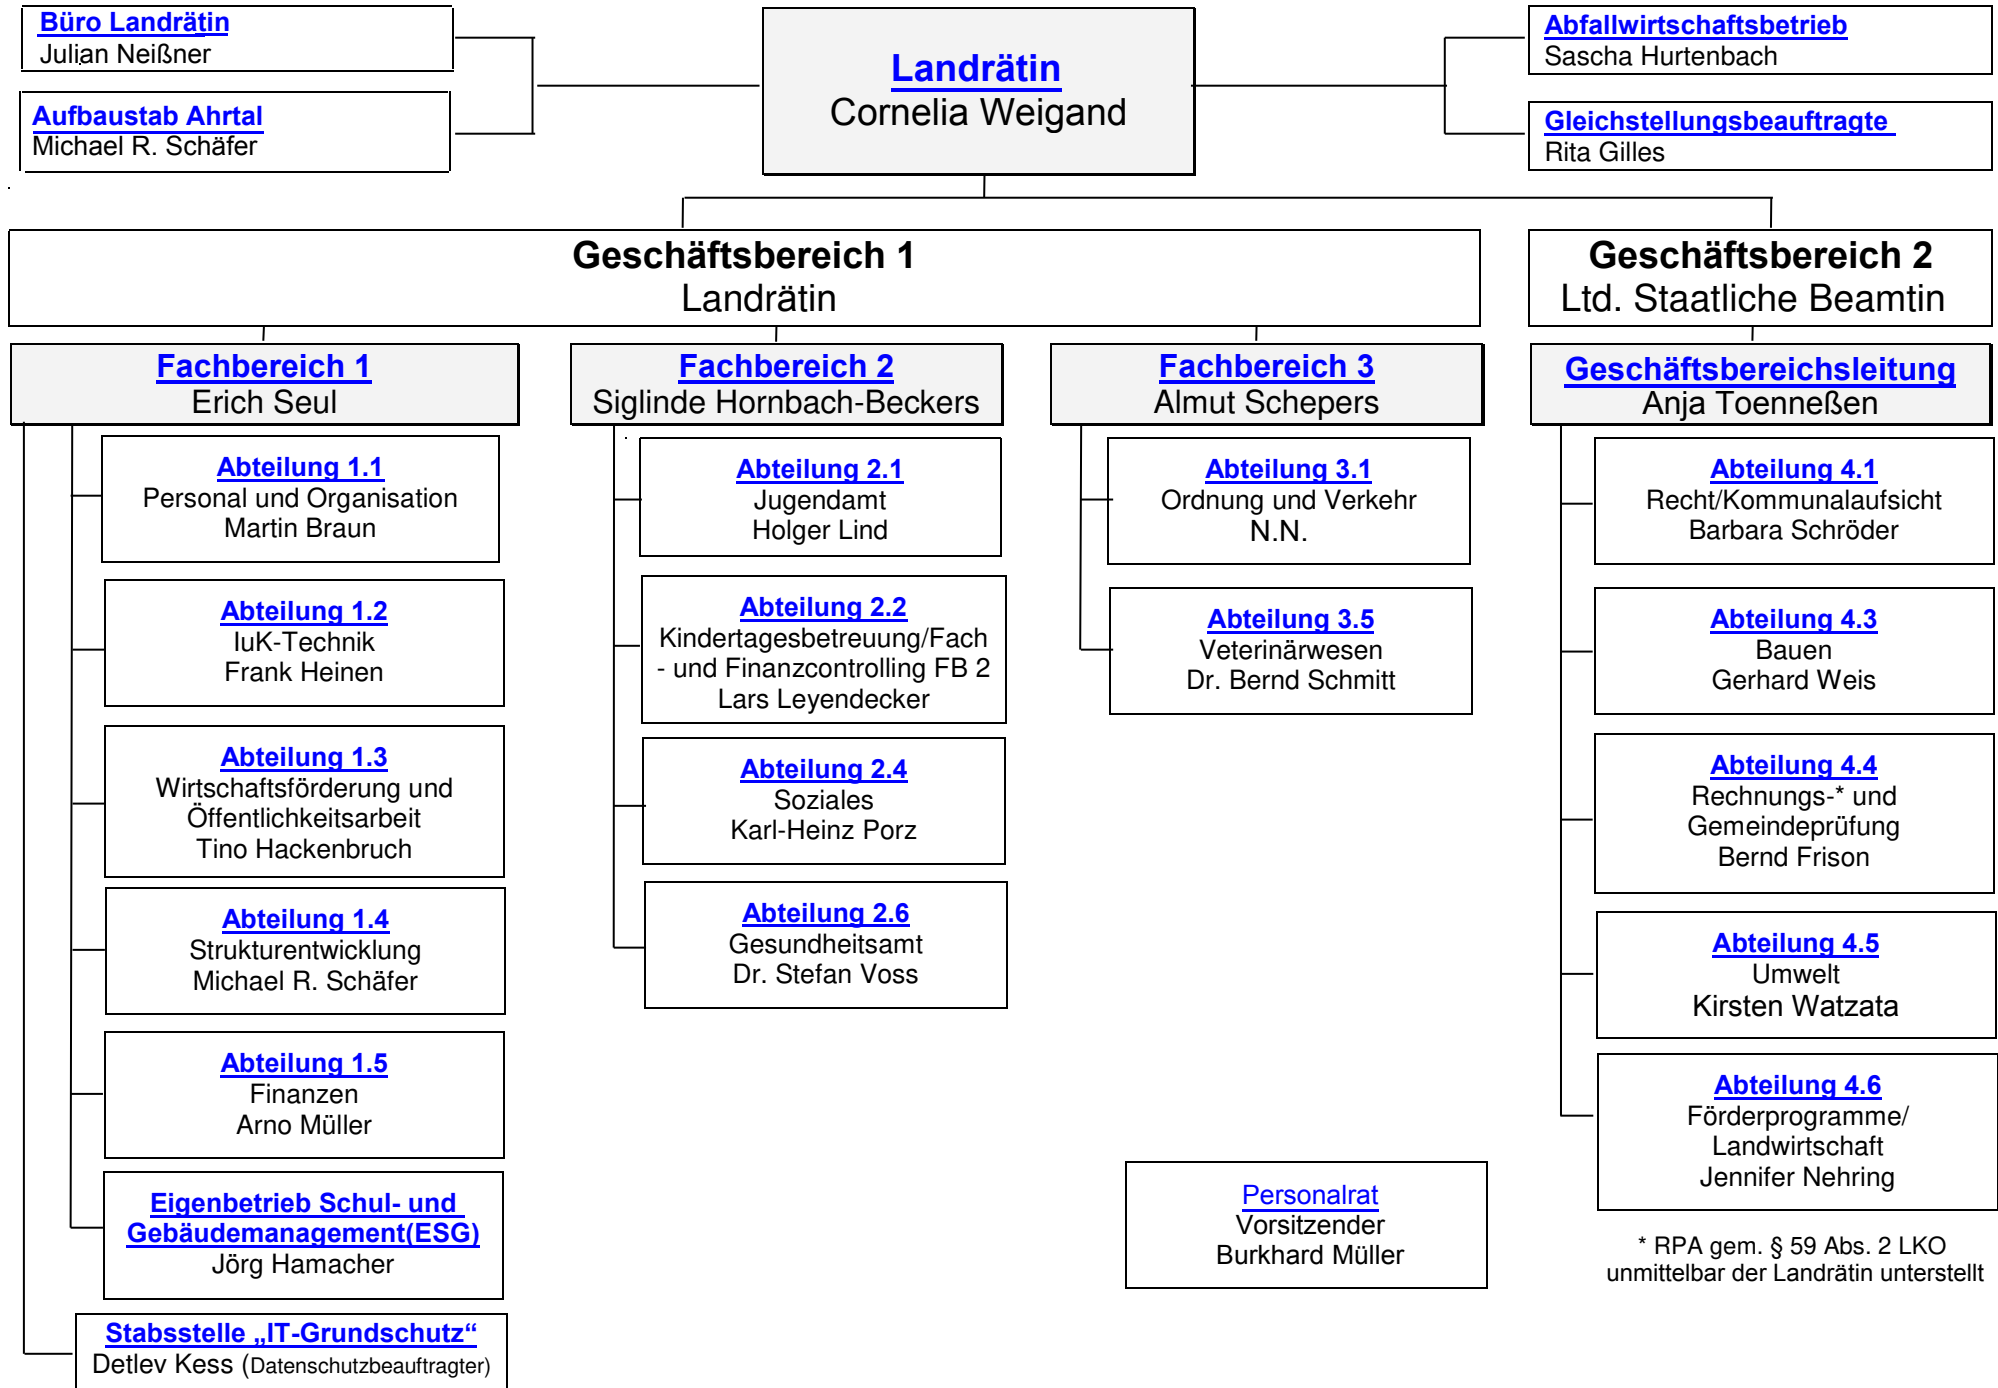 Büro Landrätin
Julian Neißner
Aufbaustab Ahrtal
Michael R. Schäfer
Landrätin
Cornelia Weigand
Abfallwirtschaftsbetrieb
Sascha Hurtenbach
Gleichstellungsbeauftragte
Rita Gilles
Geschäftsbereich 1
Landrätin
Geschäftsbereich 2
Ltd. Staatliche Beamtin
Fachbereich 1
Erich Seul
Abteilung 1.1
Personal und Organisation
Martin Braun
Abteilung 1.2
IuK-Technik
Frank Heinen
Abteilung 1.3
Wirtschaftsförderung und
Öffentlichkeitsarbeit
Tino Hackenbruch
Abteilung 1.4
Strukturentwicklung
Michael R. Schäfer
Abteilung 1.5
Finanzen
Arno Müller
Eigenbetrieb Schul- und
Gebäudemanagement(ESG)
Jörg Hamacher
Stabsstelle „IT-Grundschutz“
Detlev Kess (Datenschutzbeauftragter)
Fachbereich 2
Siglinde Hornbach-Beckers
Abteilung 2.1
Jugendamt
Holger Lind
Abteilung 2.2
Kindertagesbetreuung/Fach
- und Finanzcontrolling FB 2
Lars Leyendecker
Abteilung 2.4
Soziales
Karl-Heinz Porz
Abteilung 2.6
Gesundheitsamt
Dr. Stefan Voss
Fachbereich 3
Almut Schepers
Abteilung 3.1
Ordnung und Verkehr
N.N.
Abteilung 3.5
Veterinärwesen
Dr. Bernd Schmitt
Personalrat
Vorsitzender
Burkhard Müller
Geschäftsbereichsleitung
Anja Toenneßen
Abteilung 4.1
Recht/Kommunalaufsicht
Barbara Schröder
Abteilung 4.3
Bauen
Gerhard Weis
Abteilung 4.4
Rechnungs-* und
Gemeindeprüfung
Bernd Frison
Abteilung 4.5
Umwelt
Kirsten Watzata
Abteilung 4.6
Förderprogramme/
Landwirtschaft
Jennifer Nehring
* RPA gem. § 59 Abs. 2 LKO
unmittelbar der Landrätin unterstellt